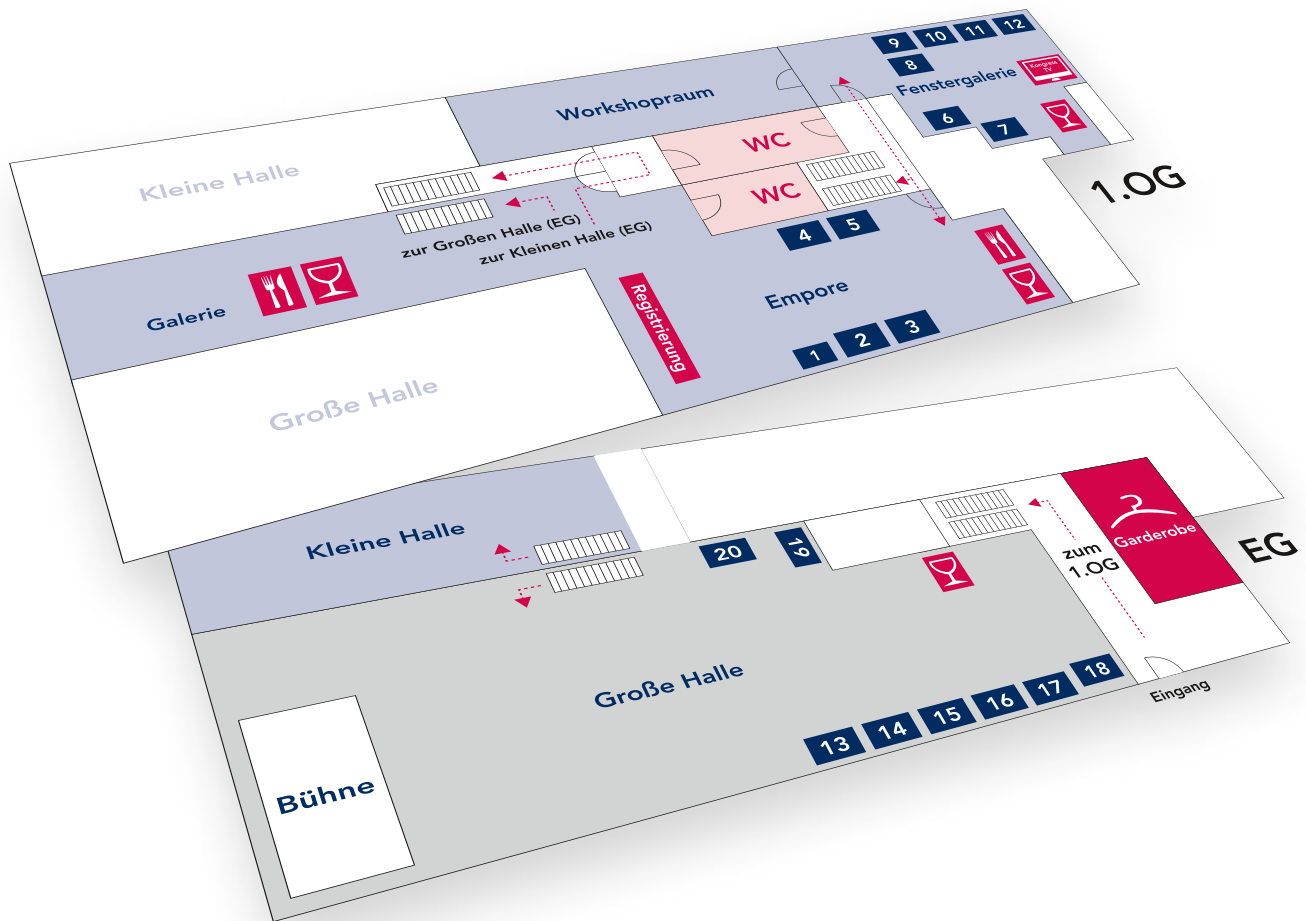 9
10
11
12
8
Kongress
TV
Fenstergalerie
Workshopraum
6
7
WC
WC
Kleine Halle
1.OG
zur Großen Halle (EG)
zur Kleinen Halle (EG)
4
5
Galerie
Registrierung
Empore
1
2
3
Große Halle
Kleine Halle
20
19
Garderobe
zum
1.OG
EG
Große Halle
13
14
15
16
17
18
Eingang
Bühne